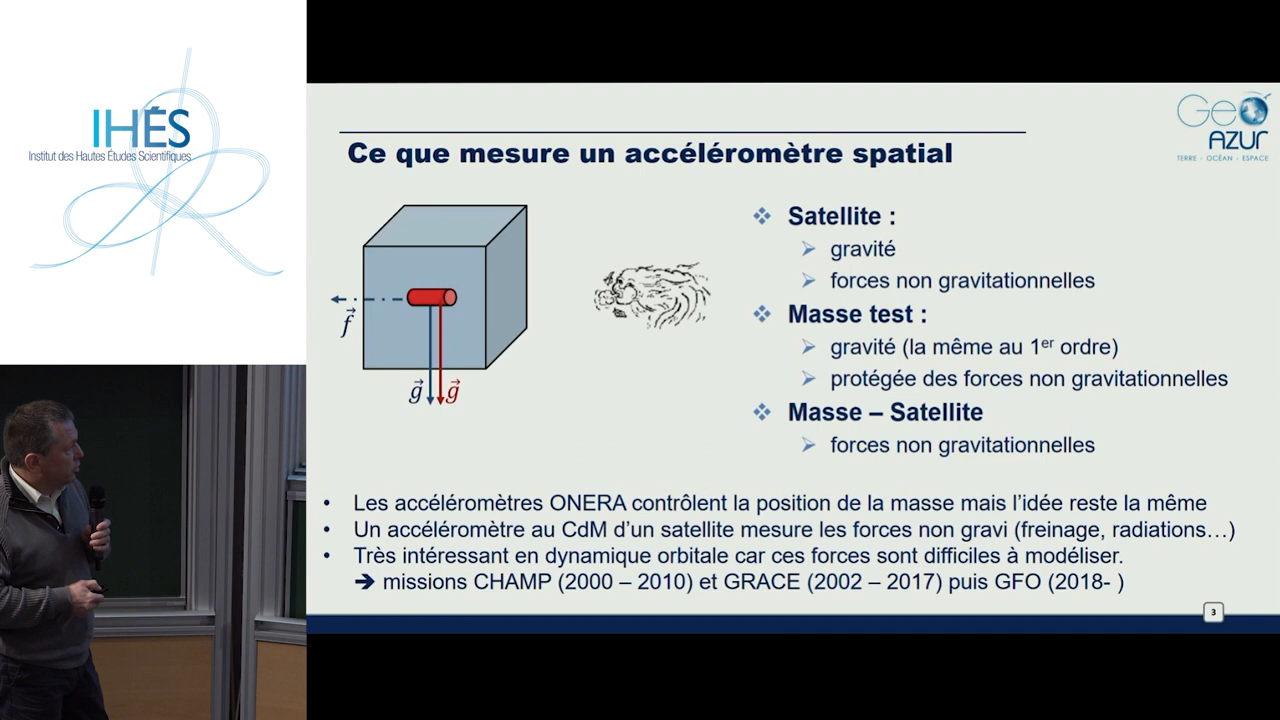 IHÉS
Institut des Hautes Études Scientifiques
Géo
AZUR
TERRE - OCÉAN - ESPACE
Ce que mesure un accéléromètre spatial
f
g g
Satellite :
gravité
forces non gravitationnelles
Masse test :
gravité (la même au 1er ordre)
protégée des forces non gravitationnelles
Masse – Satellite
forces non gravitationnelles
• Les accéléromètres ONERA contrôlent la position de la masse mais l'idée reste la même
• Un accéléromètre au CdM d'un satellite mesure les forces non gravi (freinage, radiations…)
• Très intéressant en dynamique orbitale car ces forces sont difficiles à modéliser.
➔ missions CHAMP (2000 – 2010) et GRACE (2002 – 2017) puis GFO (2018- )
3